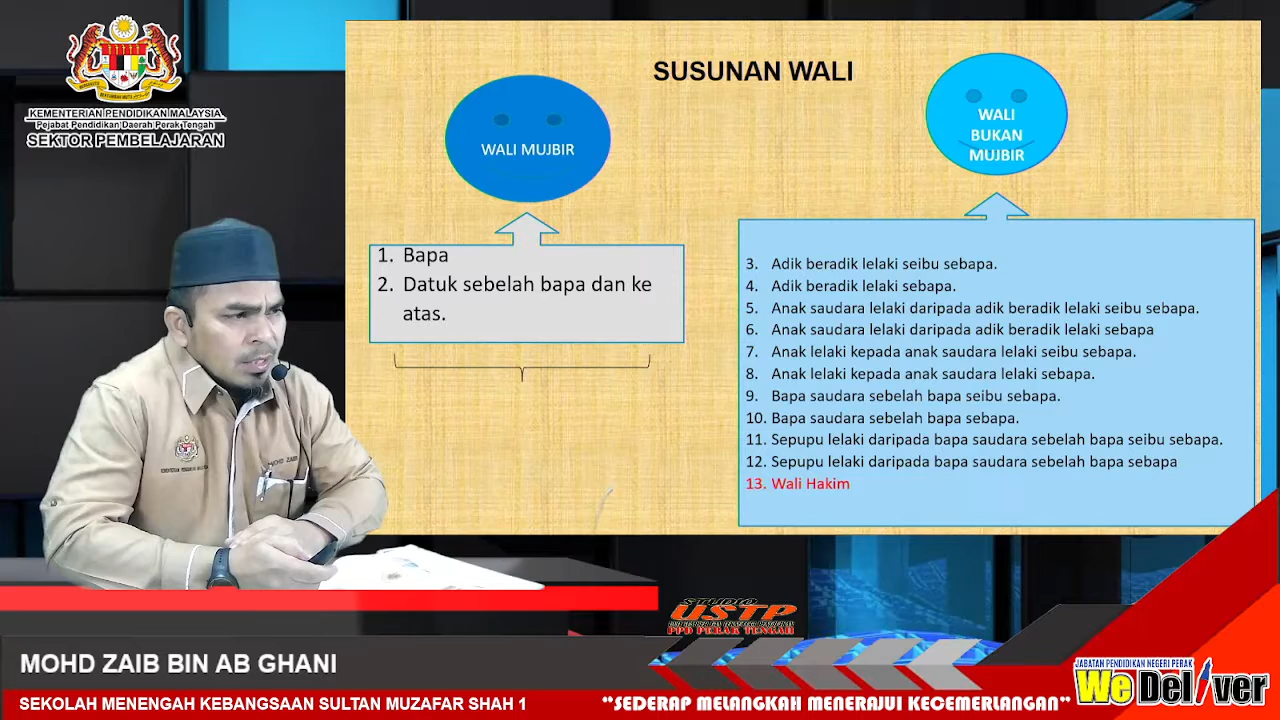 KEMENTERIAN PENDIDIKAN MALAYSIA
Pejabat Pendidikan Daerah Perak Tengah
SEKTOR PEMBELAJARAN
SUSUNAN WALI
WALI MUJBIR
1. Bapa
2. Datuk sebelah bapa dan ke
atas.
WALI
BUKAN
MUJBIR
3. Adik beradik lelaki seibu sebapa.
4. Adik beradik lelaki sebapa.
5. Anak saudara lelaki daripada adik beradik lelaki seibu sebapa.
6. Anak saudara lelaki daripada adik beradik lelaki sebapa
7. Anak lelaki kepada anak saudara lelaki seibu sebapa.
8. Anak lelaki kepada anak saudara lelaki sebapa.
9. Bapa saudara sebelah bapa seibu sebapa.
10. Bapa saudara sebelah bapa sebapa.
11. Sepupu lelaki daripada bapa saudara sebelah bapa seibu sebapa.
12. Sepupu lelaki daripada bapa saudara sebelah bapa sebapa
13. Wali Hakim
MOHD ZAIB
STUDIO
USTP
PPD PERAK TENGAH
MOHD ZAIB BIN AB GHANI
SEKOLAH MENENGAH KEBANGSAAN SULTAN MUZAFAR SHAH 1
"SEDERAP MELANGKAH MENERAJUI KECEMERLANGAN"
JABATAN PENDIDIKAN NEGERI PERAK
We Deliver